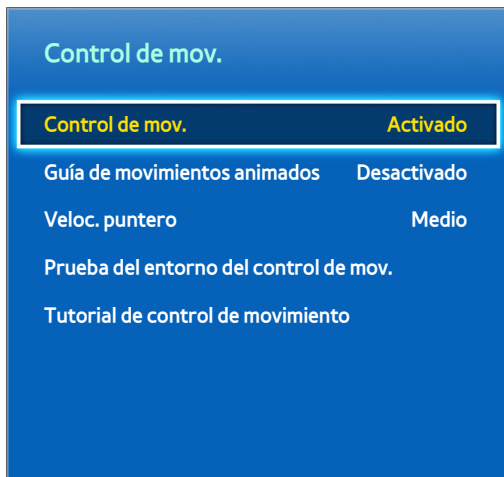 Control de mov.
Control de mov. Activado
Guía de movimientos animados Desactivado
Veloc. puntero Medio
Prueba del entorno del control de mov.
Tutorial de control de movimiento